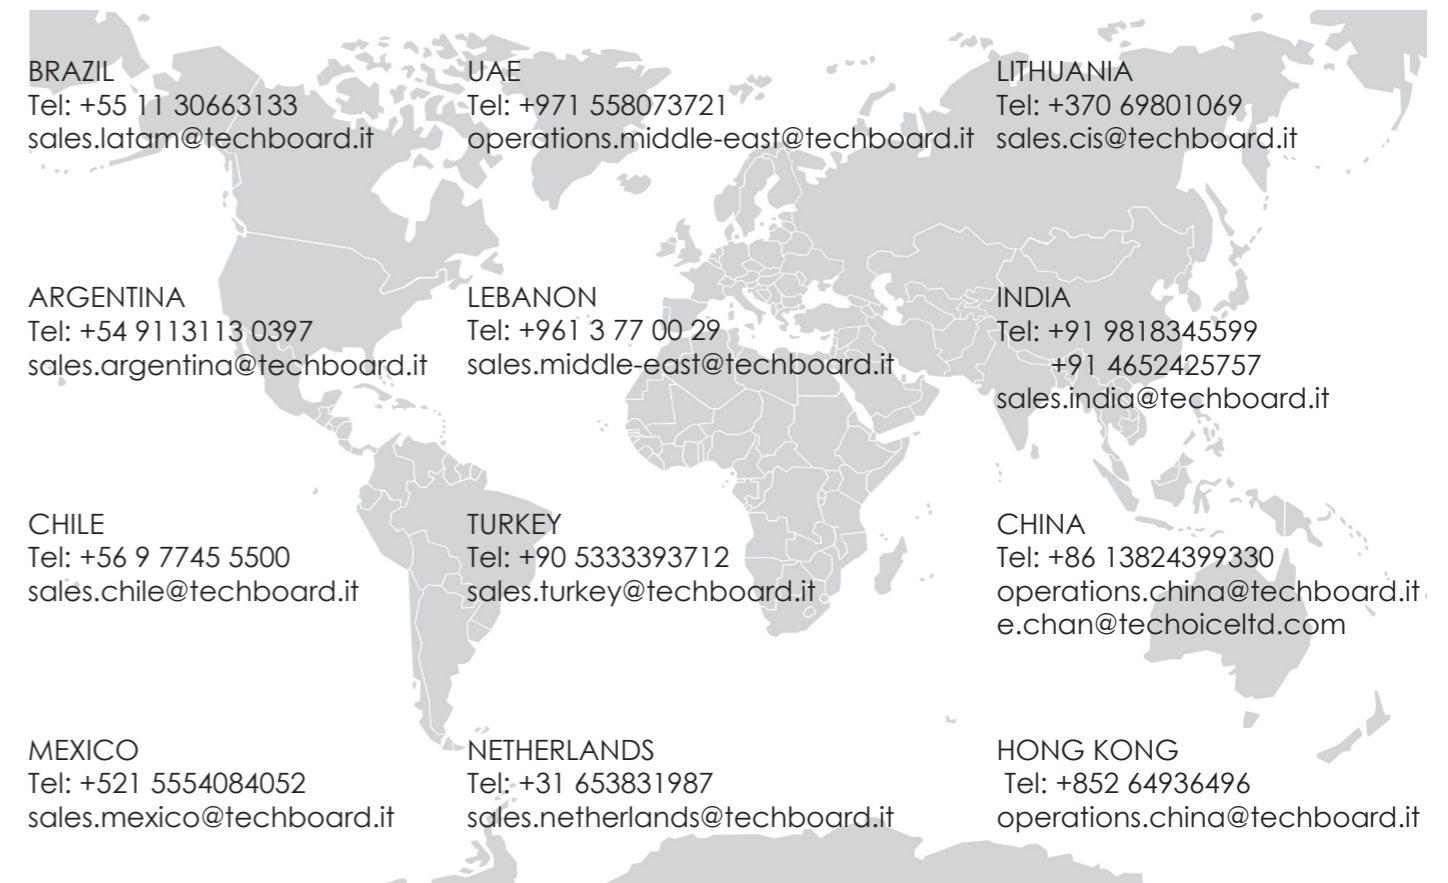 BRAZIL
Tel: +55 11 30663133
sales.latam@techboard.it
ARGENTINA
Tel: +54 9113113 0397
sales.argentina@techboard.it
CHILE
Tel: +56 9 7745 5500
sales.chile@techboard.it
MEXICO
Tel: +521 5554084052
sales.mexico@techboard.it
UAE
Tel: +971 558073721
operations.middle-east@techboard.it
LEBANON
Tel: +961 3 77 00 29
sales.middle-east@techboard.it
TURKEY
Tel: +90 5333393712
sales.turkey@techboard.it
NETHERLANDS
Tel: +31 653831987
sales.netherlands@techboard.it
LITHUANIA
Tel: +370 69801069
sales.cis@techboard.it
INDIA
Tel: +91 9818345599
+91 4652425757
sales.india@techboard.it
CHINA
Tel: +86 13824399330
operations.china@techboard.it
e.chan@techoiceltd.com
HONG KONG
Tel: +852 64936496
operations.china@techboard.it